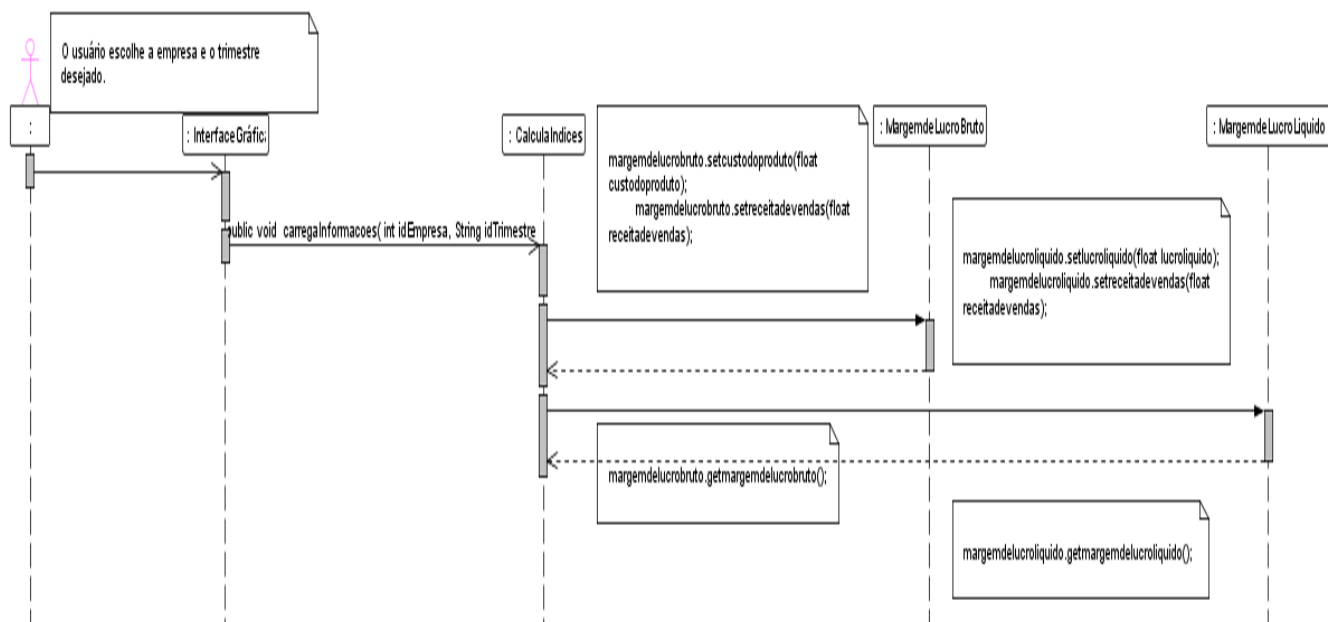 O usuário escolhe a empresa e o trimestre
desejado.
:
: InterfaceGráfica
: CalculaIndices
: MargemdeLucroBruto
: MargemdeLucroLiquido
margemdelucrobruto.setcustodoproduto(float
custodoproduto);
margemdelucrobruto.setreceitadevendas(float
receitadevendas);
public void carregaInformacoes( int idEmpresa, String idTrimestre
margemdelucroliquido.setlucroliquido(float lucroliquido);
margemdelucroliquido.setreceitadevendas(float
receitadevendas);
margemdelucrobruto.getmargemdelucrobruto();
margemdelucroliquido.getmargemdelucroliquido();